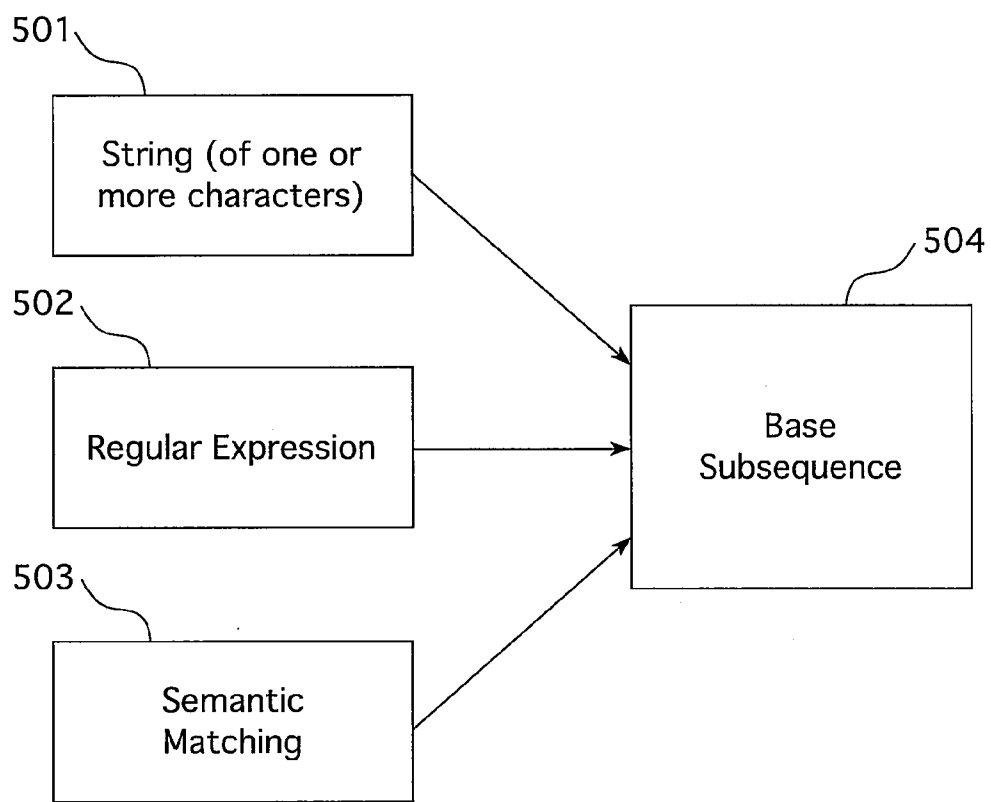 501
String (of one or
more characters)
504
502
Regular Expression
Base
Subsequence
503
Semantic
Matching